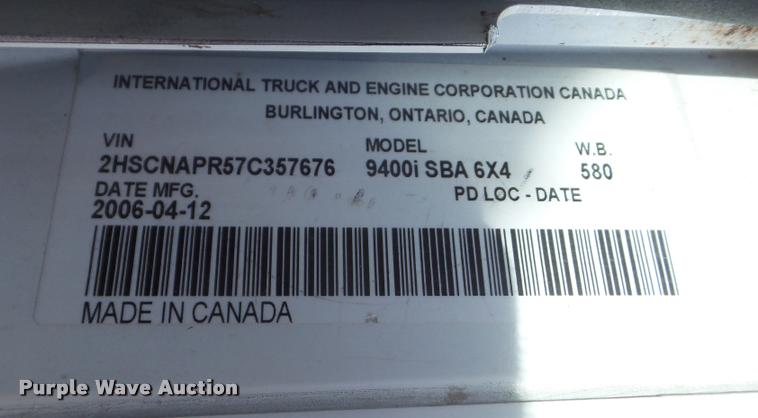 INTERNATIONAL TRUCK AND ENGINE CORPORATION CANADA
BURLINGTON, ONTARIO, CANADA
VIN MODEL W.B.
2HSCNAPR57C357676 9400i SBA 6X4 580
DATE MFG. PD LOC - DATE
2006-04-12
MADE IN CANADA
Purple Wave Auction